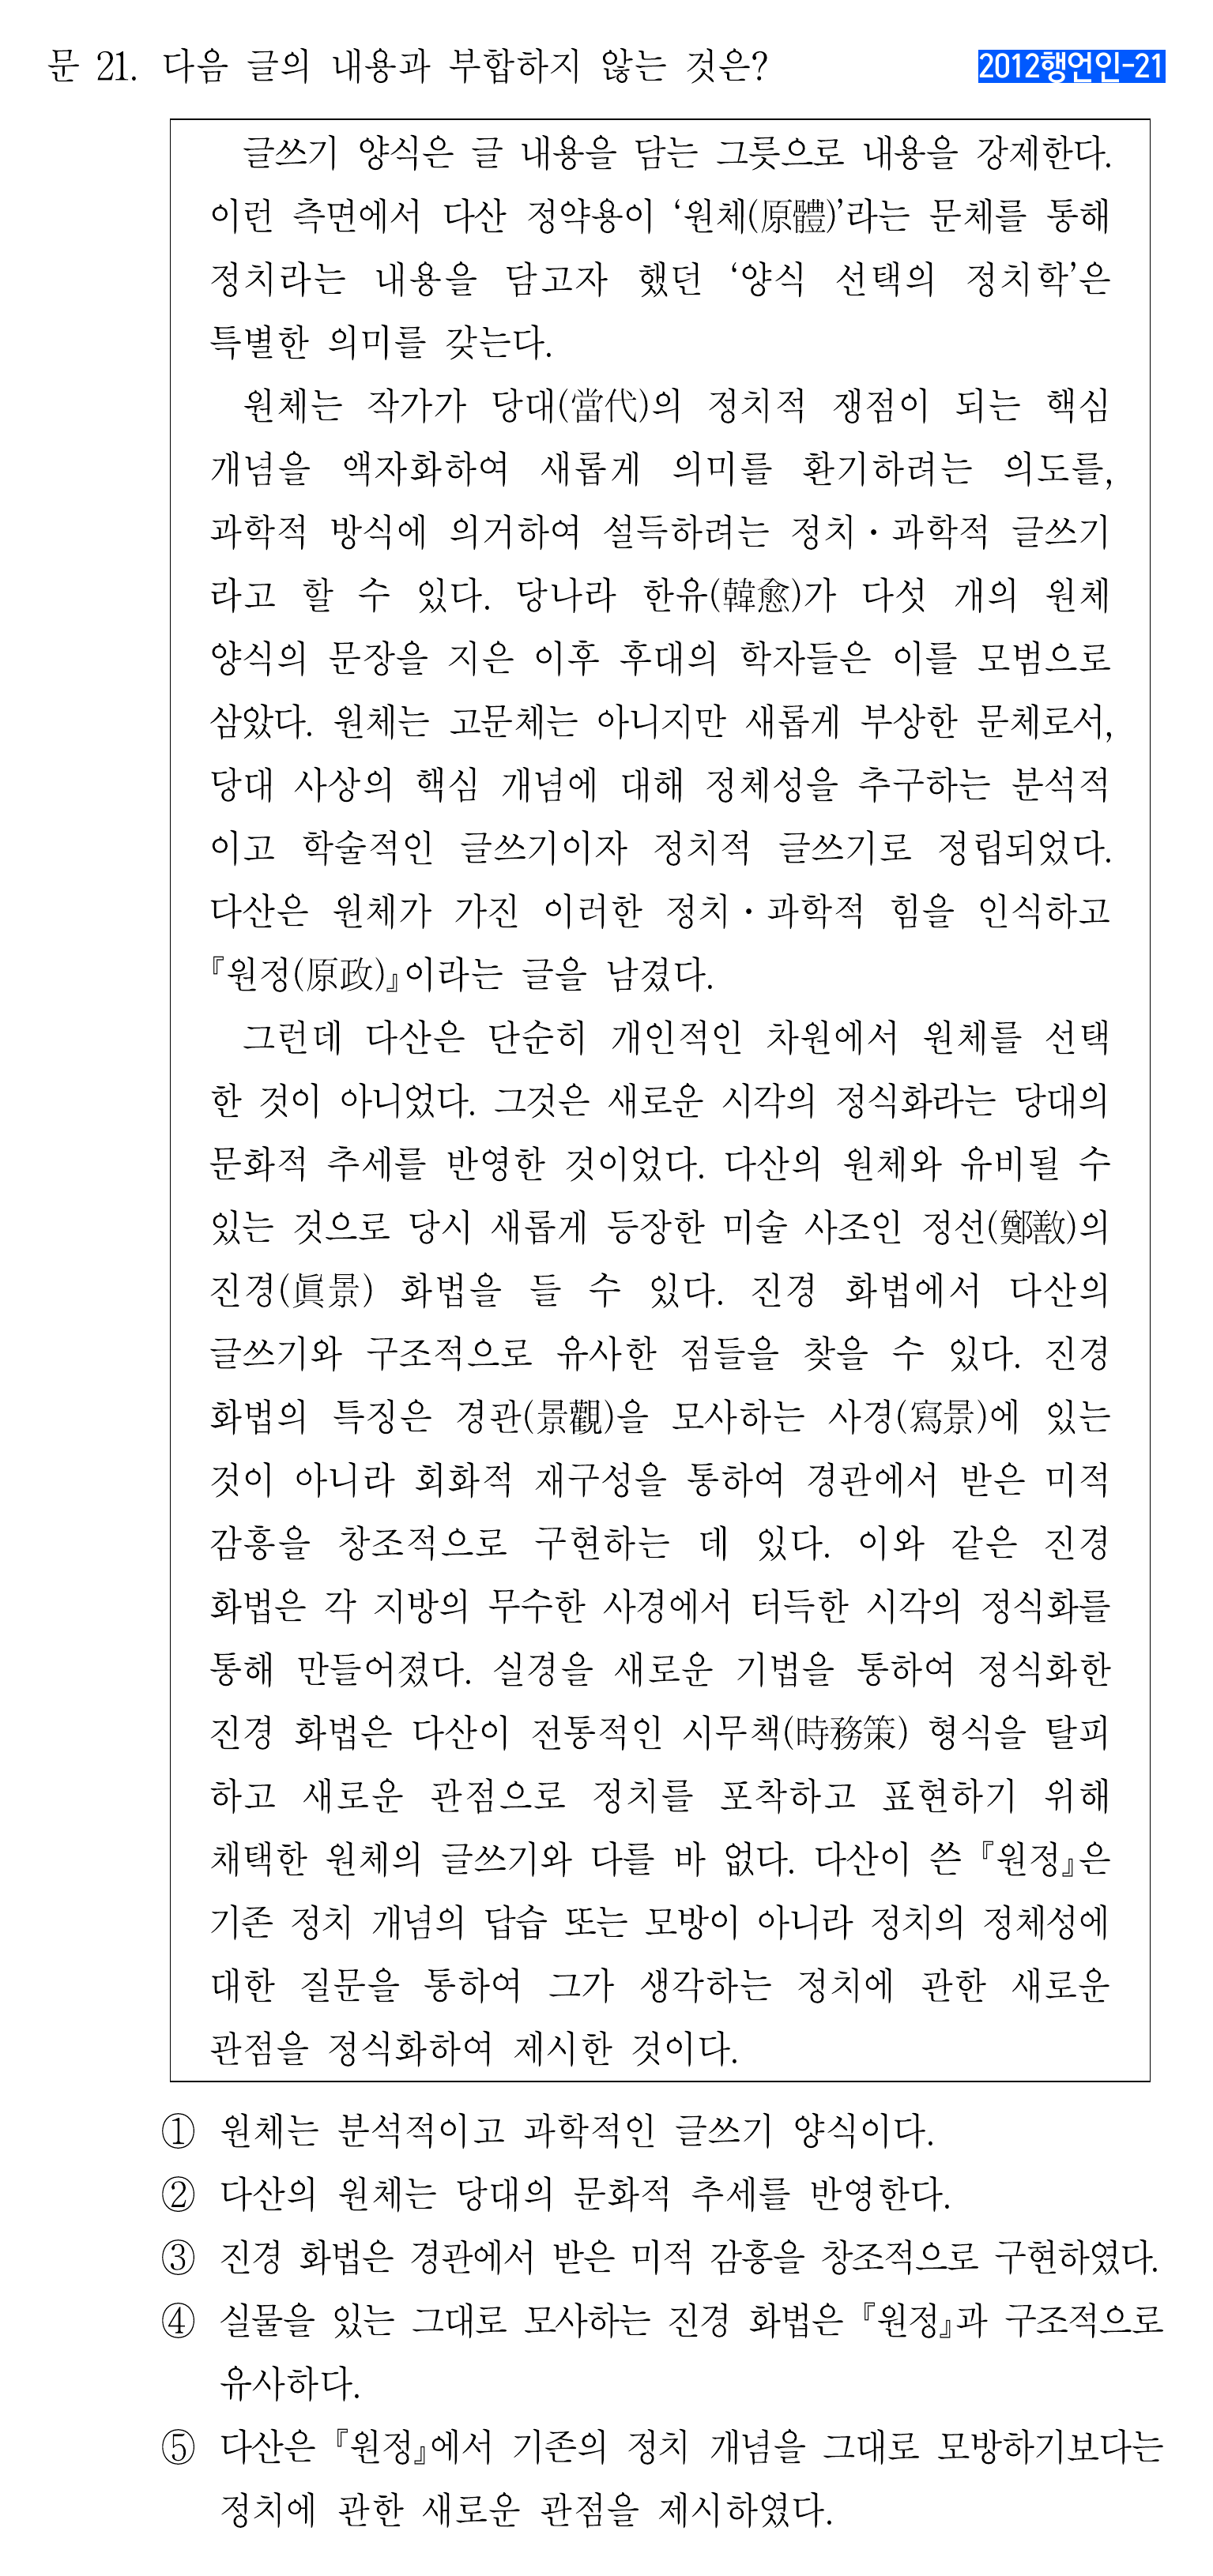 문 21. 다음 글의 내용과 부합하지 않는 것은?
2012행언인-21
글쓰기 양식은 글 내용을 담는 그릇으로 내용을 강제한다.
이런 측면에서 다산 정약용이 ‘원체(原體)’라는 문체를 통해
정치라는 내용을 담고자 했던 ‘양식 선택의 정치학’은
특별한 의미를 갖는다.
원체는 작가가 당대(當代)의 정치적 쟁점이 되는 핵심
개념을 액자화하여 새롭게 의미를 환기하려는 의도를,
과학적 방식에 의거하여 설득하려는 정치·과학적 글쓰기
라고 할 수 있다. 당나라 한유(韓愈)가 다섯 개의 원체
양식의 문장을 지은 이후 후대의 학자들은 이를 모범으로
삼았다. 원체는 고문체는 아니지만 새롭게 부상한 문체로서,
당대 사상의 핵심 개념에 대해 정체성을 추구하는 분석적
이고 학술적인 글쓰기이자 정치적 글쓰기로 정립되었다.
다산은 원체가 가진 이러한 정치·과학적 힘을 인식하고
『원정(原政)』이라는 글을 남겼다.
그런데 다산은 단순히 개인적인 차원에서 원체를 선택
한 것이 아니었다. 그것은 새로운 시각의 정식화라는 당대의
문화적 추세를 반영한 것이었다. 다산의 원체와 유비될 수
있는 것으로 당시 새롭게 등장한 미술 사조인 정선(鄭敾)의
진경(眞景) 화법을 들 수 있다. 진경 화법에서 다산의
글쓰기와 구조적으로 유사한 점들을 찾을 수 있다. 진경
화법의 특징은 경관(景觀)을 모사하는 사경(寫景)에 있는
것이 아니라 회화적 재구성을 통하여 경관에서 받은 미적
감흥을 창조적으로 구현하는 데 있다. 이와 같은 진경
화법은 각 지방의 무수한 사경에서 터득한 시각의 정식화를
통해 만들어졌다. 실경을 새로운 기법을 통하여 정식화한
진경 화법은 다산이 전통적인 시무책(時務策) 형식을 탈피
하고 새로운 관점으로 정치를 포착하고 표현하기 위해
채택한 원체의 글쓰기와 다를 바 없다. 다산이 쓴 『원정』은
기존 정치 개념의 답습 또는 모방이 아니라 정치의 정체성에
대한 질문을 통하여 그가 생각하는 정치에 관한 새로운
관점을 정식화하여 제시한 것이다.
① 원체는 분석적이고 과학적인 글쓰기 양식이다.
② 다산의 원체는 당대의 문화적 추세를 반영한다.
③ 진경 화법은 경관에서 받은 미적 감흥을 창조적으로 구현하였다.
④ 실물을 있는 그대로 모사하는 진경 화법은 『원정』과 구조적으로
유사하다.
⑤ 다산은 『원정』에서 기존의 정치 개념을 그대로 모방하기보다는
정치에 관한 새로운 관점을 제시하였다.